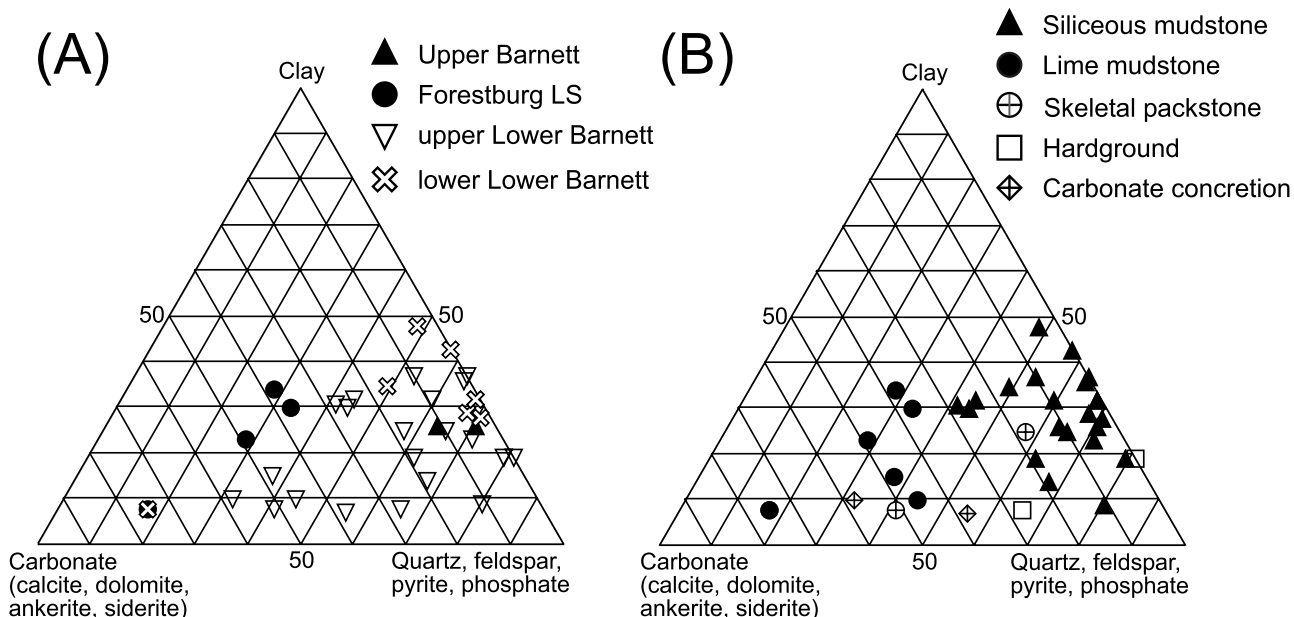 (A)
Upper Barnett
Forestburg LS
upper Lower Barnett
lower Lower Barnett
Clay
50
50
50
Carbonate
(calcite, dolomite,
ankerite, siderite)
Quartz, feldspar,
pyrite, phosphate
(B)
Siliceous mudstone
Lime mudstone
Skeletal packstone
Hardground
Carbonate concretion
Clay
50
50
50
Carbonate
(calcite, dolomite,
ankerite, siderite)
Quartz, feldspar,
pyrite, phosphate